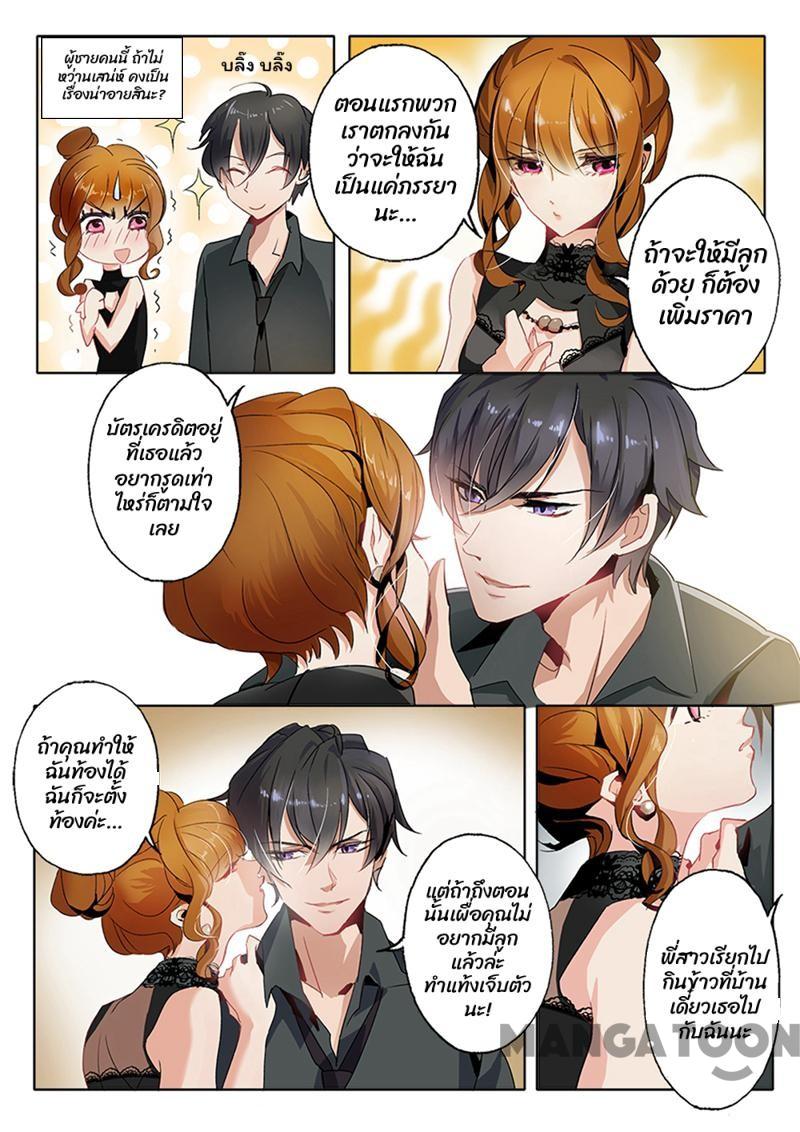 ผู้ชายคนนี้ ถ้าไม่
หว่านเสน่ห์ คงเป็น
เรื่องน่าอายสินะ?
บลิ๊ง บลิ๊ง
ตอนแรกพวก
เราตกลงกัน
ว่าจะให้ฉัน
เป็นแค่ภรรยา
นะ...
ถ้าจะให้มีลูก
ด้วย ก็ต้อง
เพิ่มราคา
บัตรเครดิตอยู่
ที่เธอแล้ว
อยากรูดเท่า
ไหร่ก็ตามใจ
เลย
ถ้าคุณทำให้
ฉันท้องได้
ฉันก็จะตั้ง
ท้องค่ะ...
แต่ถ้าถึงตอน
นั้นเผื่อคุณไม่
อยากมีลูก
แล้วล่ะ
ทำแท้งเจ็บตัว
นะ!
พี่สาวเรียกไป
กินข้าวที่บ้าน
เดี๋ยวเธอไป
กับฉันนะ
MANGATOON